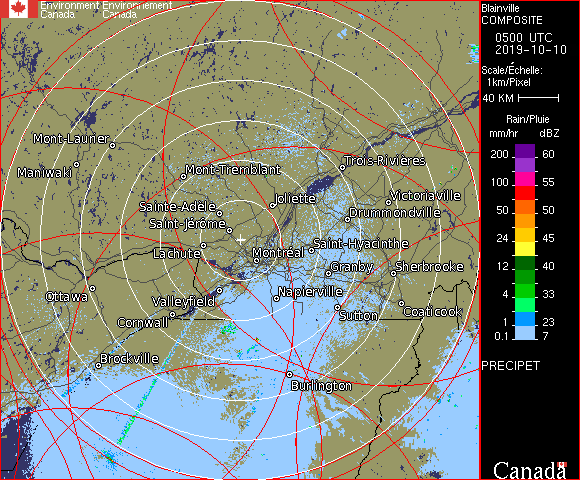 Environment Environnement
Canada Canada
Blainville
COMPOSITE
0500 UTC
2019-10-10
Scale/Échelle:
1km/Pixel
40 KM
Rain/Pluie
mm/hr dBZ
200 60
100 55
50 50
24 45
12 40
4 33
1 23
0.1 7
PRECIPET
Canada
Mont-Laurier
Maniwaki
Mont-Tremblant
Trois-Rivières
Joliette
Victoriaville
Sainte-Adèle
Drummondville
Saint-Jérôme
Lachute
Montréal
Saint-Hyacinthe
Granby
Sherbrooke
Ottawa
Valleyfield
Napierville
Cornwall
Sutton
Coaticook
Brockville
Burlington